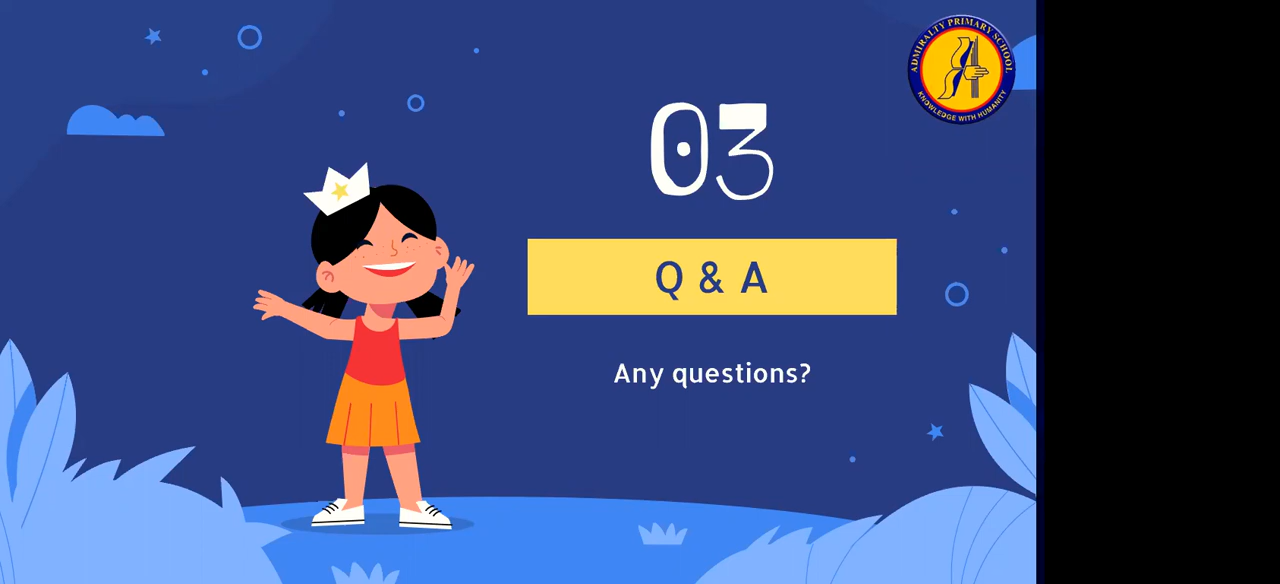 ADMIRALTY PRIMARY SCHOOL
KNOWLEDGE WITH HUMANITY
03
Q & A
Any questions?